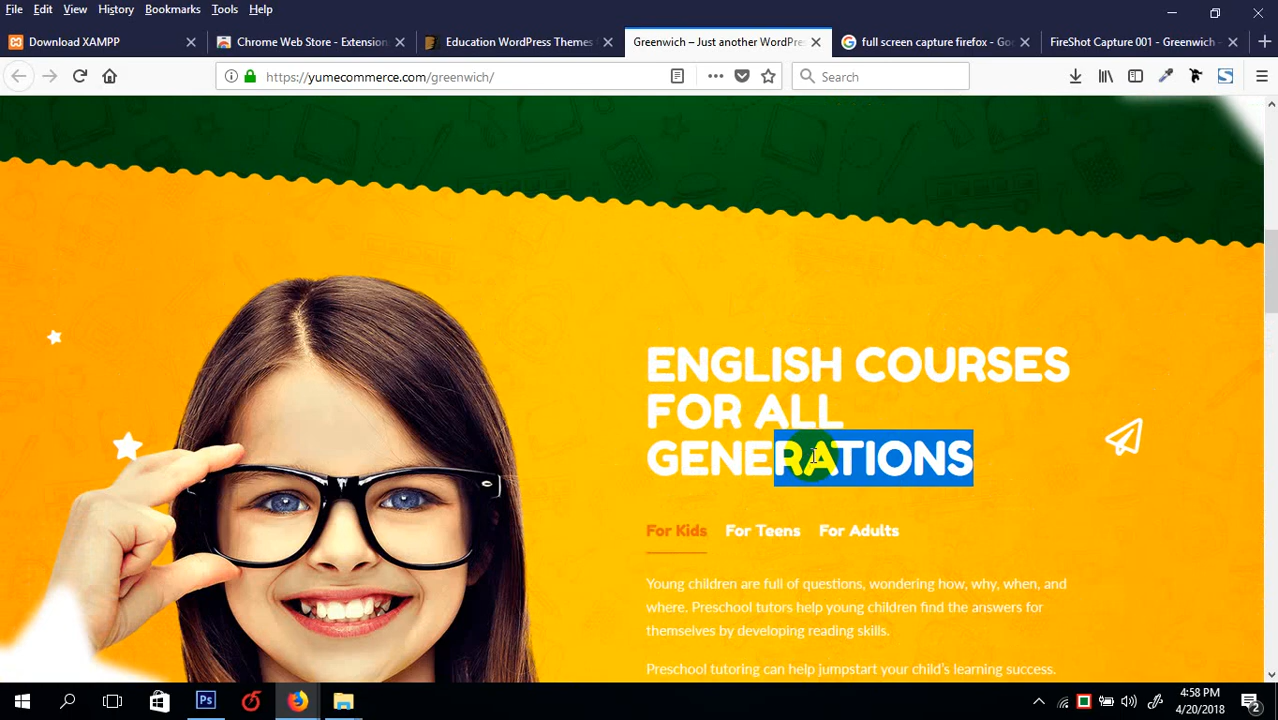 File Edit View History Bookmarks Tools Help
Download XAMPP
Chrome Web Store - Extension
Education WordPress Themes
Greenwich – Just another WordPre
full screen capture firefox - Go
FireShot Capture 001 - Greenwich -
https://yumecommerce.com/greenwich/
Search
ENGLISH COURSES
FOR ALL
GENERATIONS
For Kids For Teens For Adults
Young children are full of questions, wondering how, why, when, and
where. Preschool tutors help young children find the answers for
themselves by developing reading skills.
Preschool tutoring can help jumpstart your child's learning success.
Ps
4:58 PM
4/20/2018
2